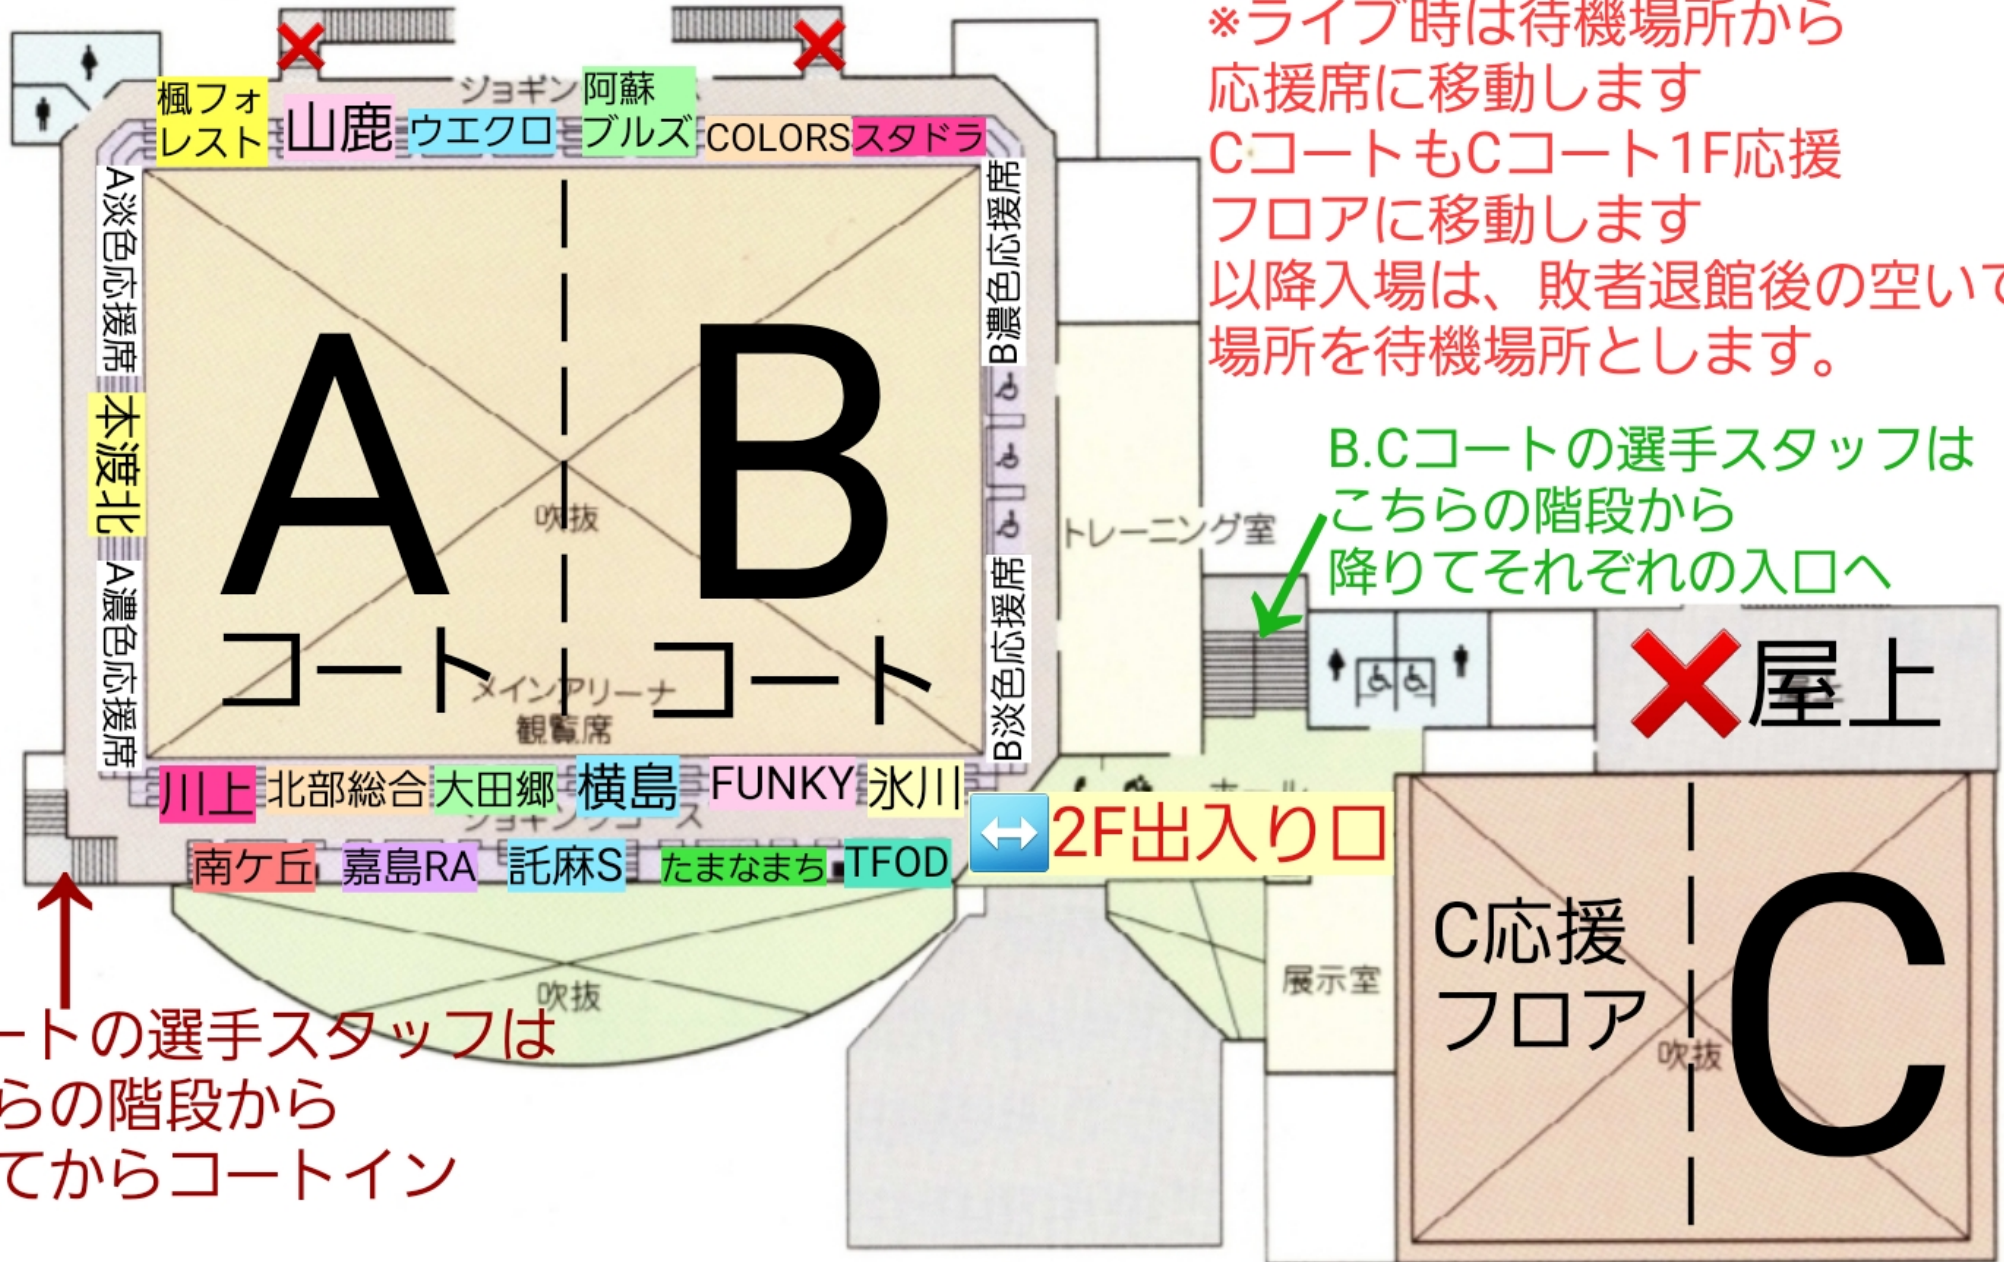 ※ライブ時は待機場所から
応援席に移動します
CコートもCコート1F応援
フロアに移動します
以降入場は、敗者退館後の空いて
場所を待機場所とします。
ジョギン
楓フォ
レスト
山鹿
ウエクロ
阿蘇
ブルズ
COLORS
スタドラ
A淡色応援席
本渡北
A濃色応援席
B濃色応援席
B淡色応援席
A
コート
B
コート
吹抜
メインアリーナ
観覧席
トレーニング室
B.Cコートの選手スタッフは
こちらの階段から
降りてそれぞれの入口へ
屋上
川上
北部総合
大田郷
横島
FUNKY
氷川
ジョギングコース
ホール
2F出入り口
南ケ丘
嘉島RA
託麻S
たまなまち
TFOD
吹抜
展示室
C応援
フロア
C
吹抜
ートの選手スタッフは
らの階段から
てからコートイン